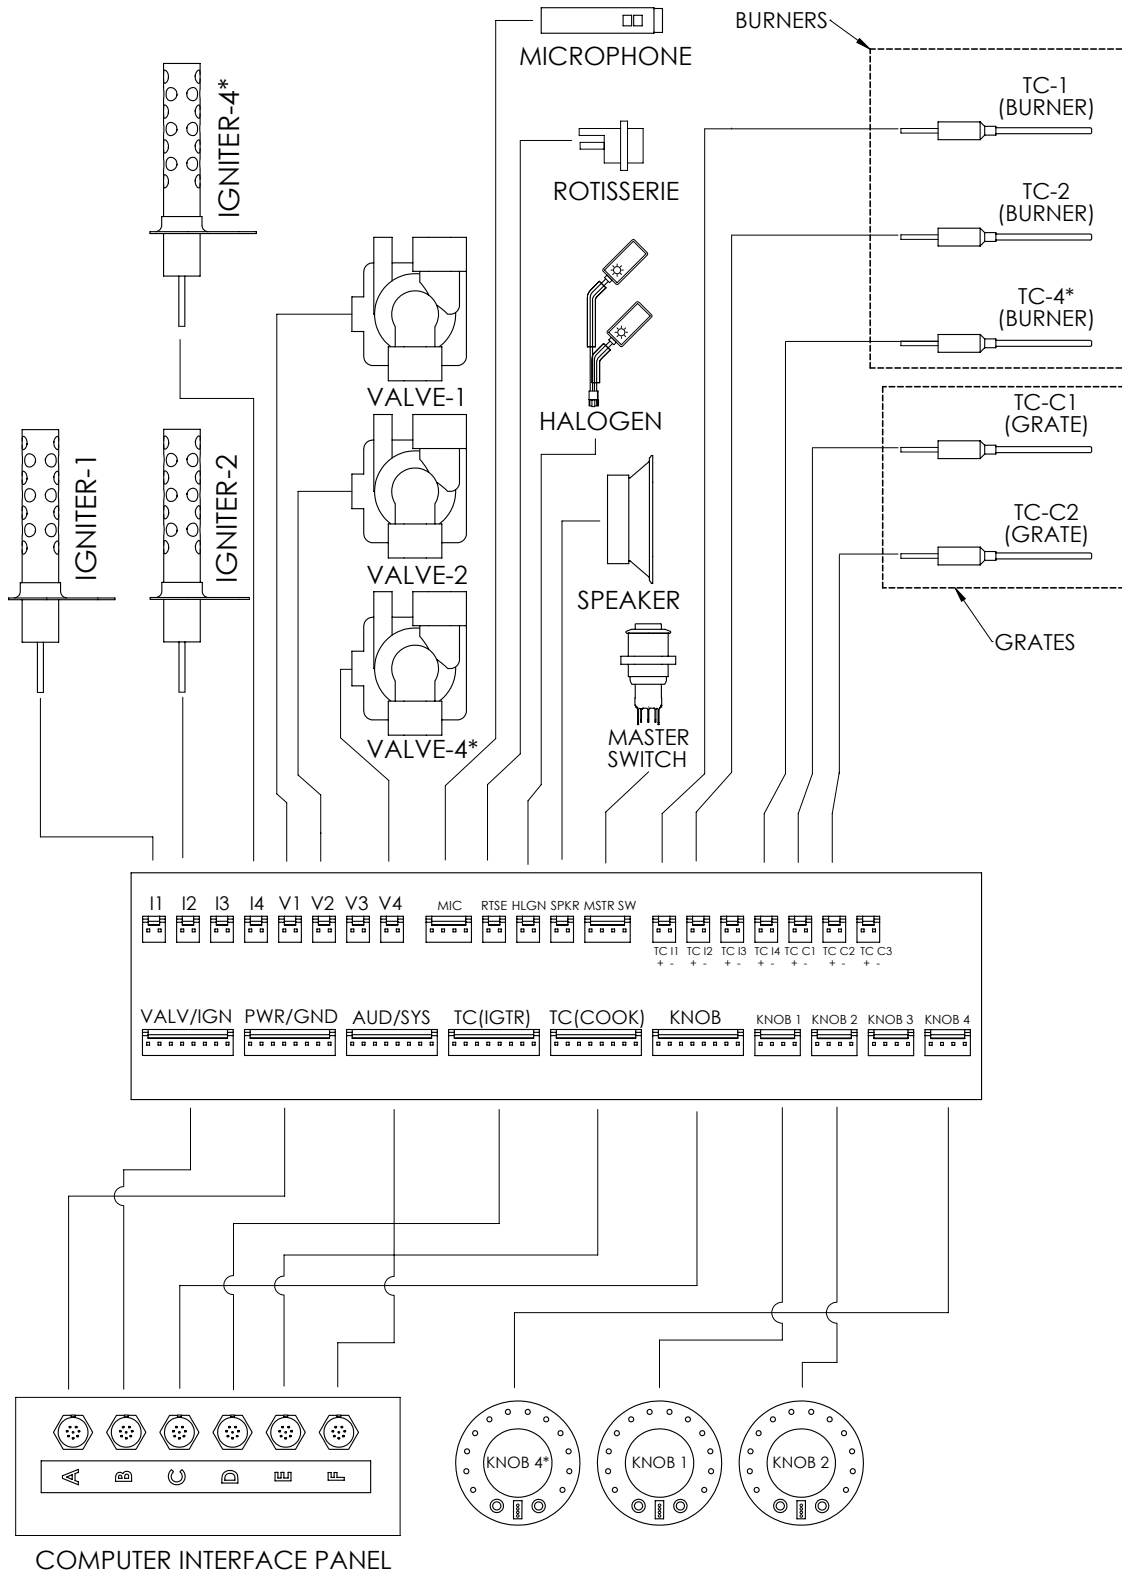 BURNERS
MICROPHONE
TC-1
(BURNER)
IGNITER-4*
ROTISSERIE
TC-2
(BURNER)
TC-4*
(BURNER)
VALVE-1
HALOGEN
TC-C1
(GRATE)
IGNITER-1
IGNITER-2
TC-C2
(GRATE)
VALVE-2
SPEAKER
GRATES
VALVE-4*
MASTER
SWITCH
I1 I2 I3 I4 V1 V2 V3 V4 MIC RTSE HLGN SPKR MSTR SW
TC I1 TC I2 TC I3 TC I4 TC C1 TC C2 TC C3
+ - + - + - + - + - + - + -
VALV/IGN PWR/GND AUD/SYS TC(IGTR) TC(COOK) KNOB KNOB 1 KNOB 2 KNOB 3 KNOB 4
KNOB 4* KNOB 1 KNOB 2
A B C D E F
COMPUTER INTERFACE PANEL